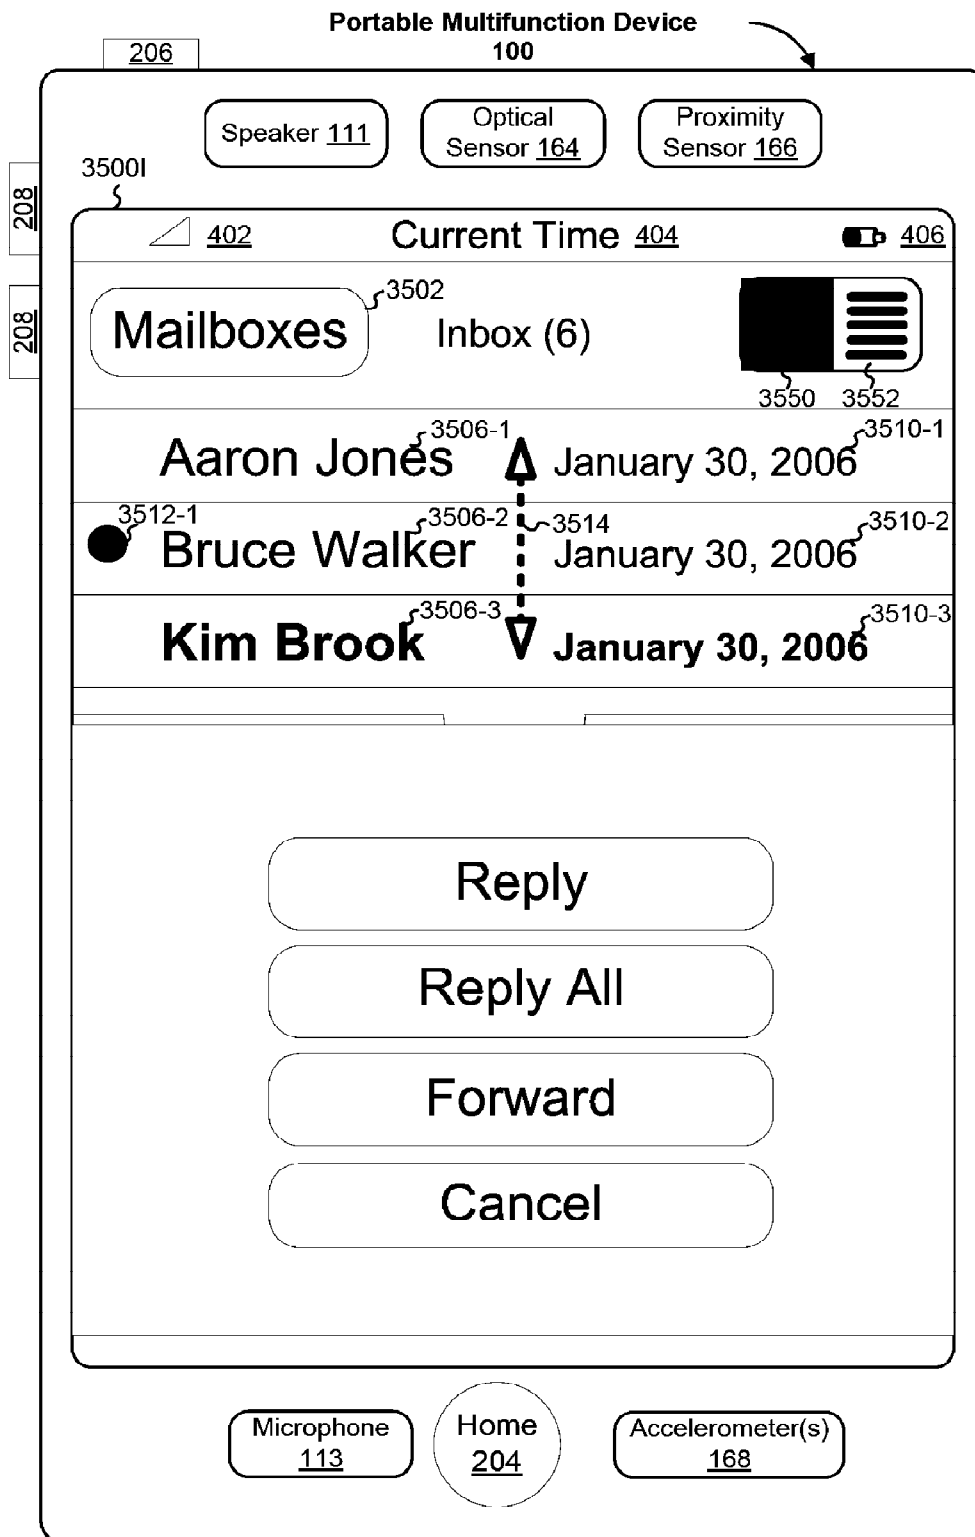 Portable Multifunction Device
100
206
Speaker 111
Optical
Sensor 164
Proximity
Sensor 166
3500I
208
208
402
Current Time 404
406
Mailboxes
3502
Inbox (6)
3550
3552
Aaron Jones
3506-1
January 30, 2006
3510-1
3512-1
Bruce Walker
3506-2
3514
January 30, 2006
3510-2
Kim Brook
3506-3
January 30, 2006
3510-3
Reply
Reply All
Forward
Cancel
Microphone
113
Home
204
Accelerometer(s)
168